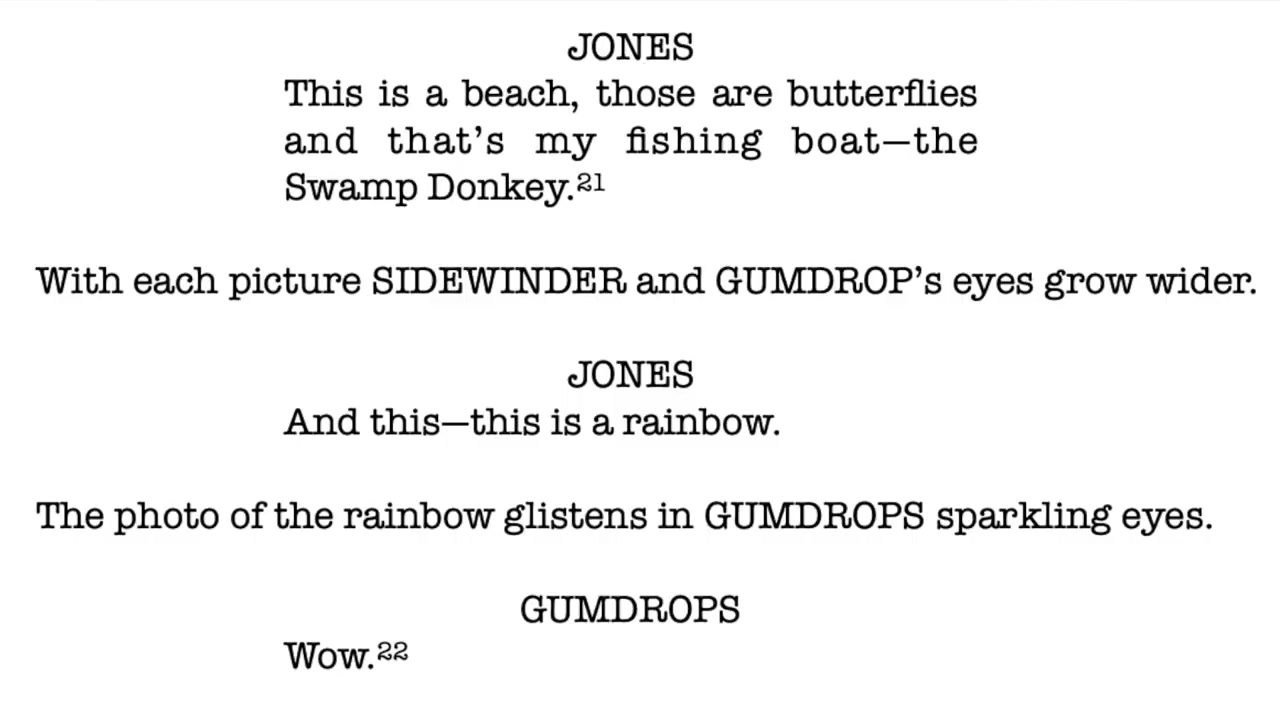 JONES
This is a beach, those are butterflies
and that’s my fishing boat—the
Swamp Donkey.²¹
With each picture SIDEWINDER and GUMDROP’s eyes grow wider.
JONES
And this—this is a rainbow.
The photo of the rainbow glistens in GUMDROPS sparkling eyes.
GUMDROPS
Wow.²²